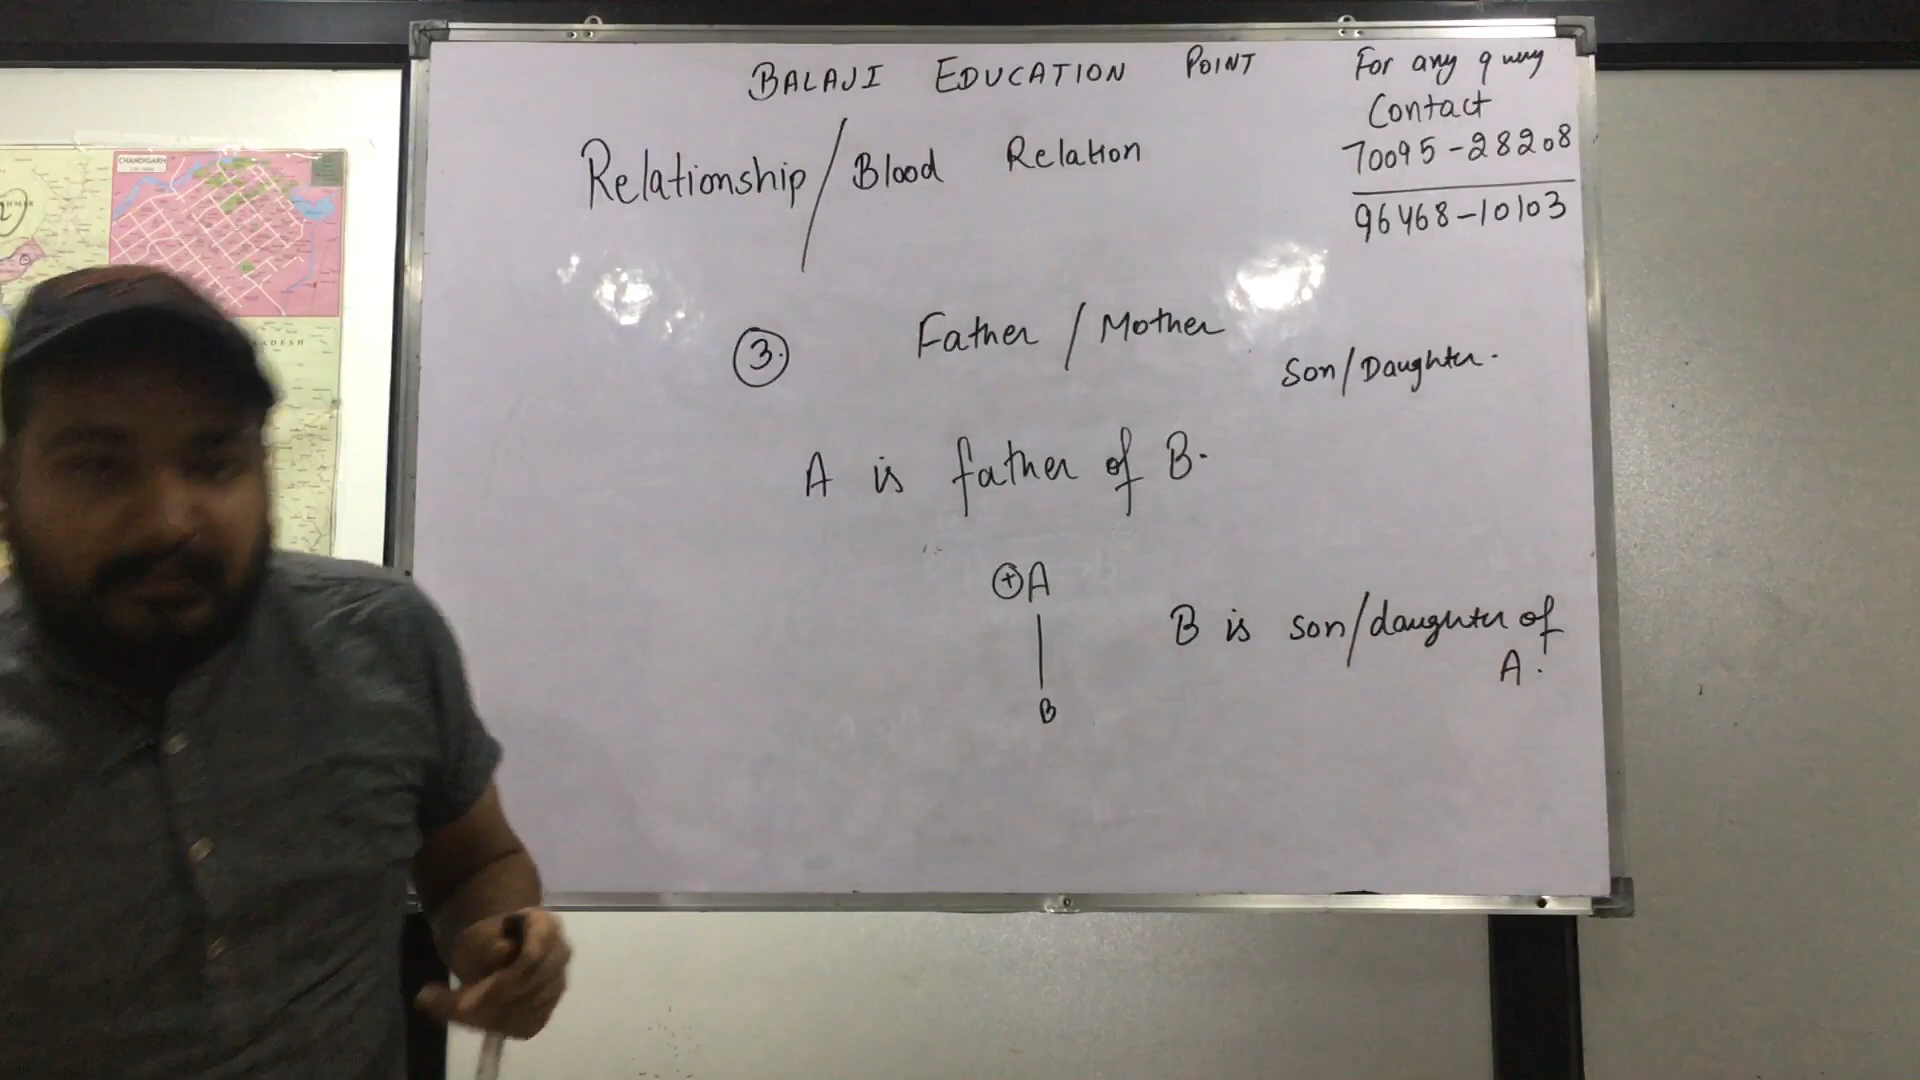 BALAJI EDUCATION POINT
For any query
Contact
70095-28208
96468-10103
Relationship/Blood Relation
3.
Father / Mother
Son/Daughter.
A is father of B.
+ A
B
B is son/daughter of
A.
CHANDIGARH